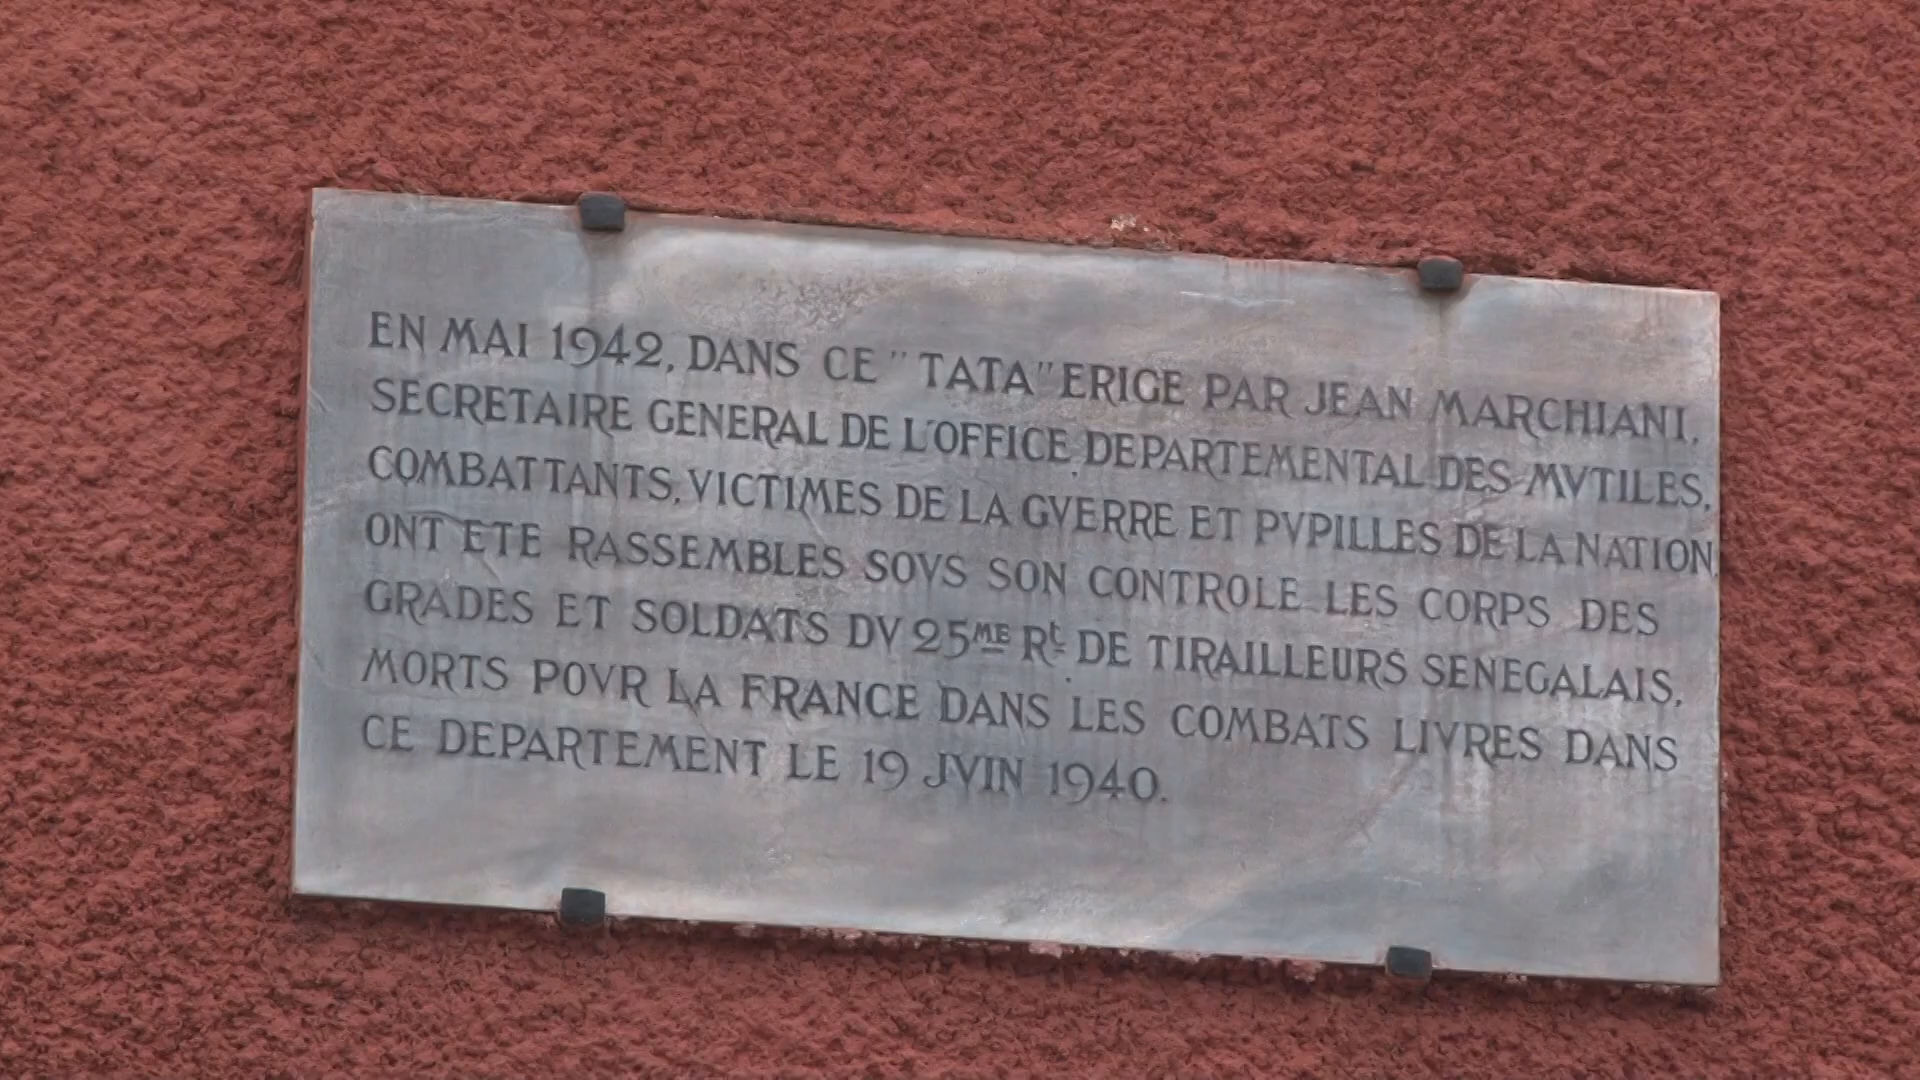 EN MAI 1942, DANS CE "TATA" ERIGE PAR JEAN MARCHIANI,
SECRETAIRE GENERAL DE L'OFFICE DEPARTEMENTAL DES MVTILES,
COMBATTANTS, VICTIMES DE LA GVERRE ET PVPILLES DE LA NATION,
ONT ETE RASSEMBLES SOVS SON CONTROLE LES CORPS DES
GRADES ET SOLDATS DV 25ME Rt DE TIRAILLEURS SENEGALAIS,
MORTS POVR LA FRANCE DANS LES COMBATS LIVRES DANS
CE DEPARTEMENT LE 19 JVIN 1940.